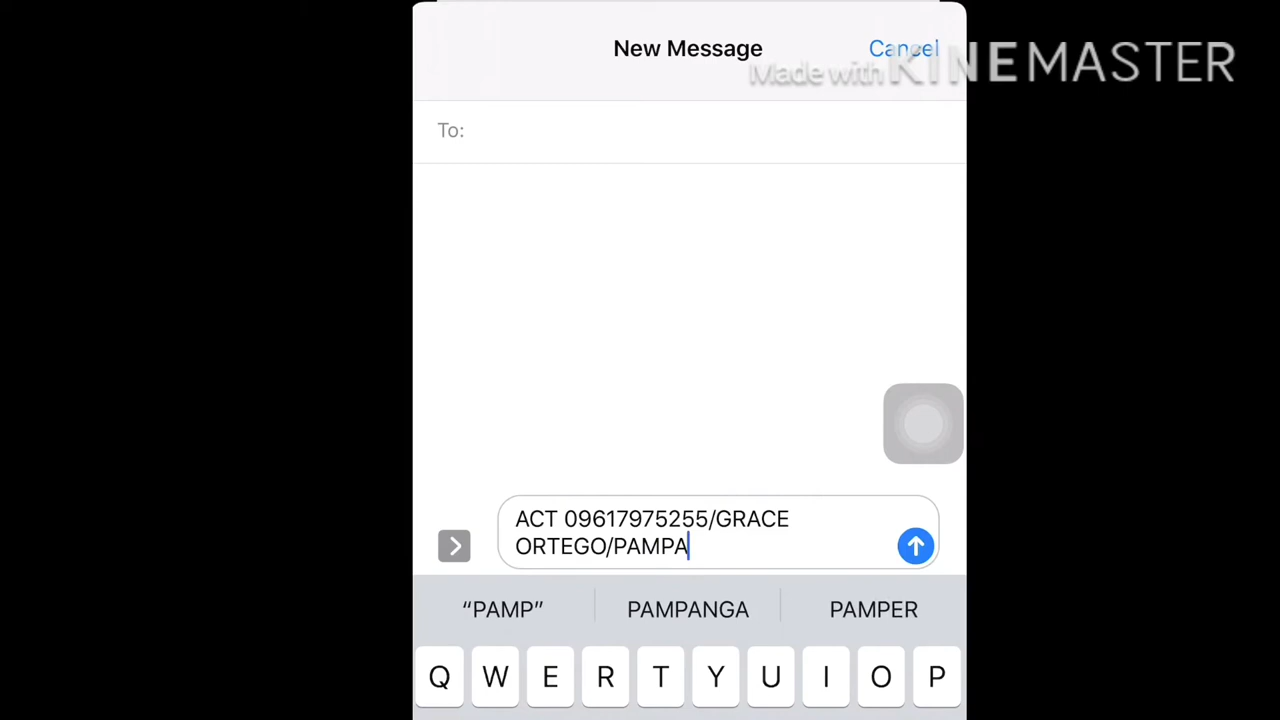 New Message
Cancel
Made with KINEMASTER
To:
ACT 09617975255/GRACE
ORTEGO/PAMPA
“PAMP” PAMPANGA PAMPER
Q W E R T Y U I O P